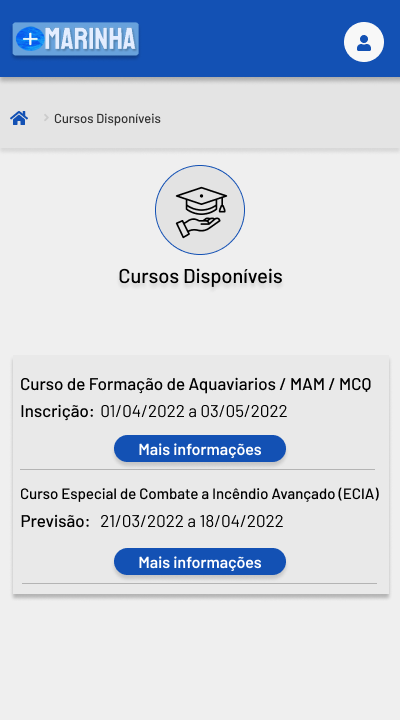 +MARINHA
Cursos Disponíveis
Cursos Disponíveis
Curso de Formação de Aquaviarios / MAM / MCQ
Inscrição: 01/04/2022 a 03/05/2022
Mais informações
Curso Especial de Combate a Incêndio Avançado (ECIA)
Previsão: 21/03/2022 a 18/04/2022
Mais informações